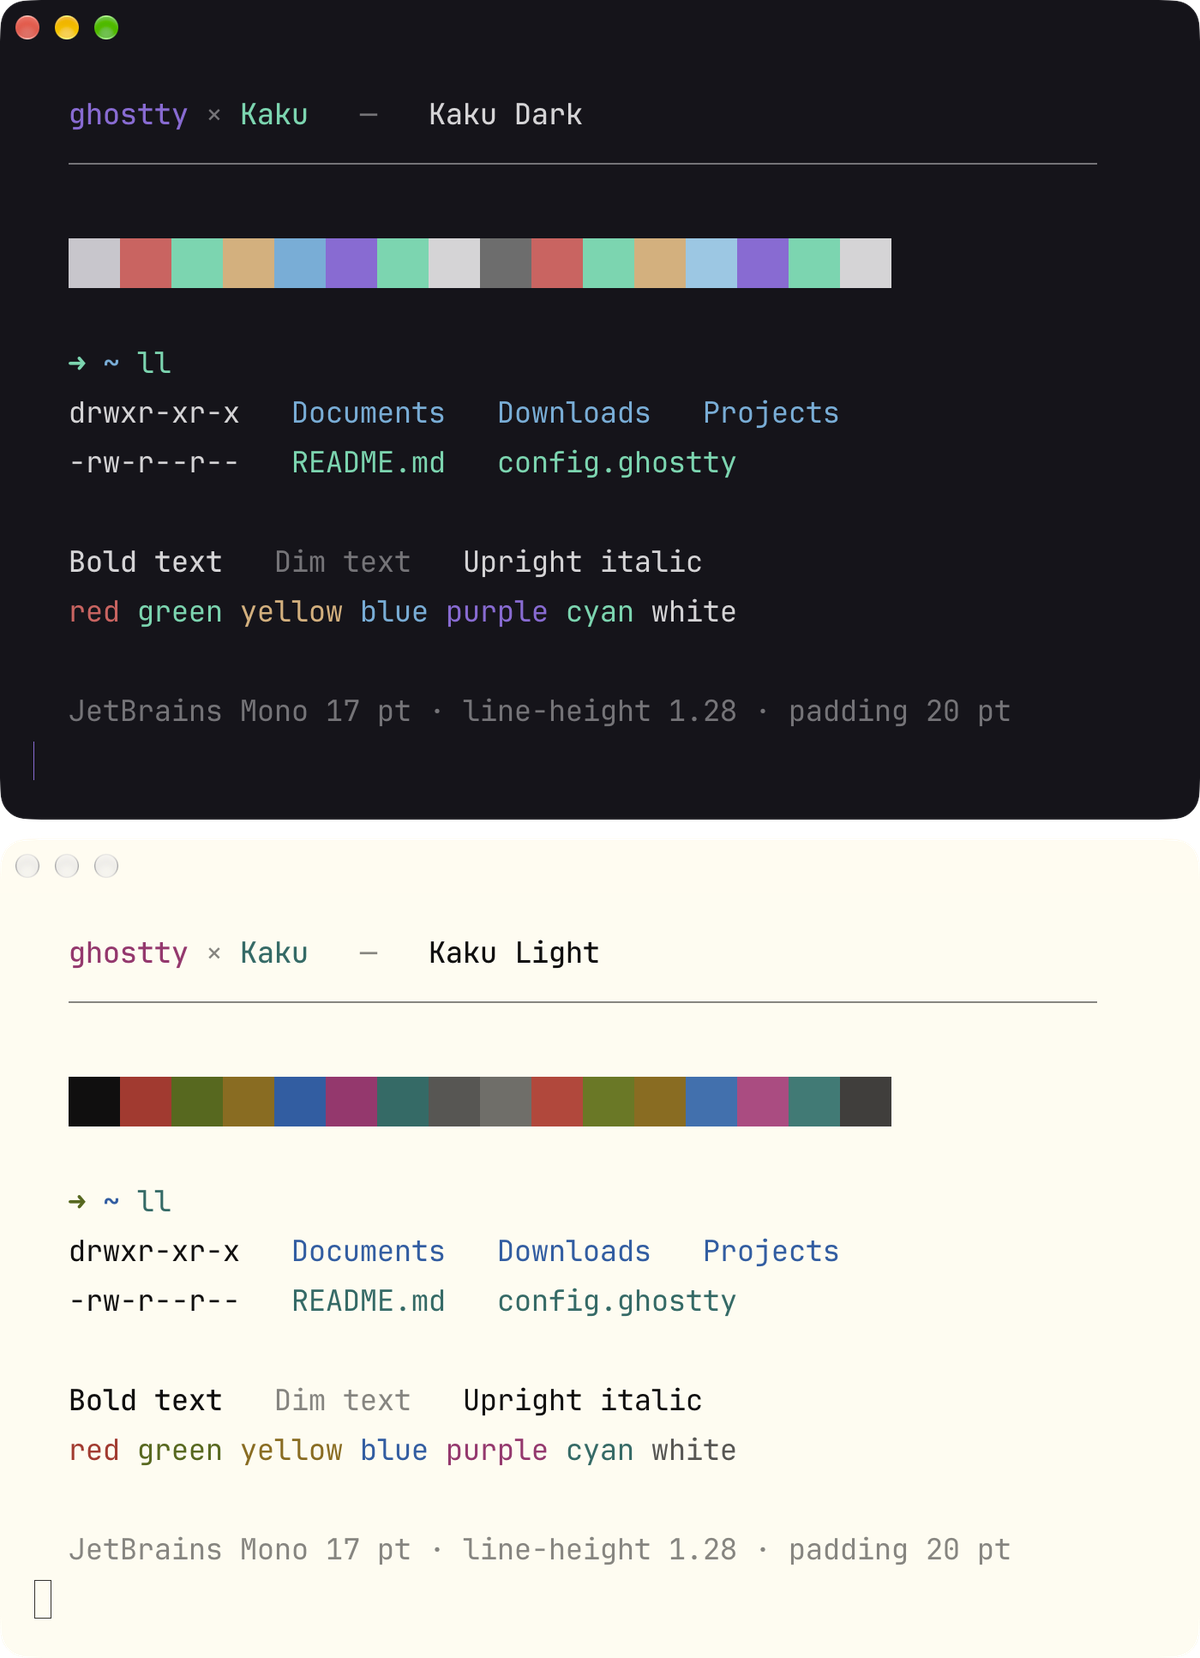 ghostty × Kaku — Kaku Dark
➜ ~ ll
drwxr-xr-x Documents Downloads Projects
-rw-r--r-- README.md config.ghostty
Bold text Dim text Upright italic
red green yellow blue purple cyan white
JetBrains Mono 17 pt · line-height 1.28 · padding 20 pt
ghostty × Kaku — Kaku Light
➜ ~ ll
drwxr-xr-x Documents Downloads Projects
-rw-r--r-- README.md config.ghostty
Bold text Dim text Upright italic
red green yellow blue purple cyan white
JetBrains Mono 17 pt · line-height 1.28 · padding 20 pt